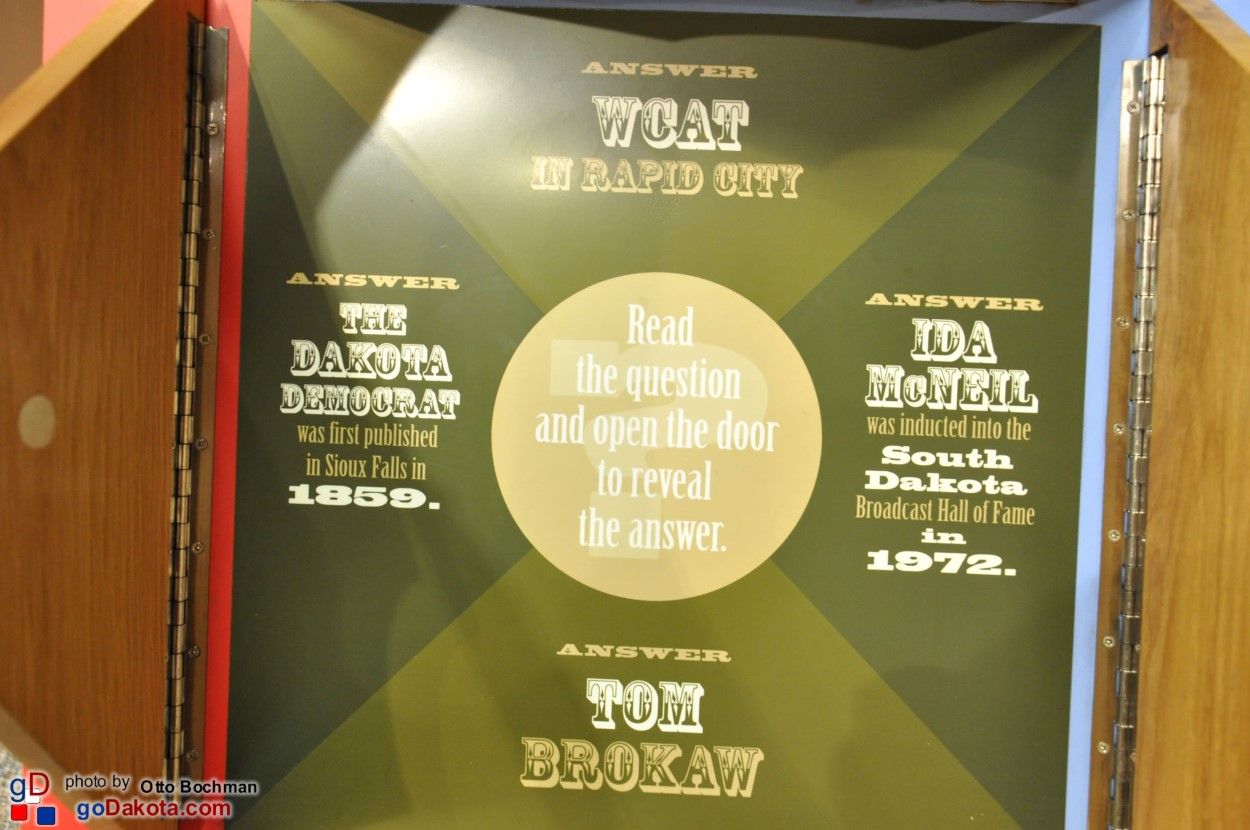 ANSWER
WCAT
IN RAPID CITY
ANSWER
THE
DAKOTA
DEMOCRAT
was first published
in Sioux Falls in
1859.
Read
the question
and open the door
to reveal
the answer.
ANSWER
IDA
McNEIL
was inducted into the
South
Dakota
Broadcast Hall of Fame
in
1972.
ANSWER
TOM
BROKAW
gD photo by Otto Bochman
goDakota.com